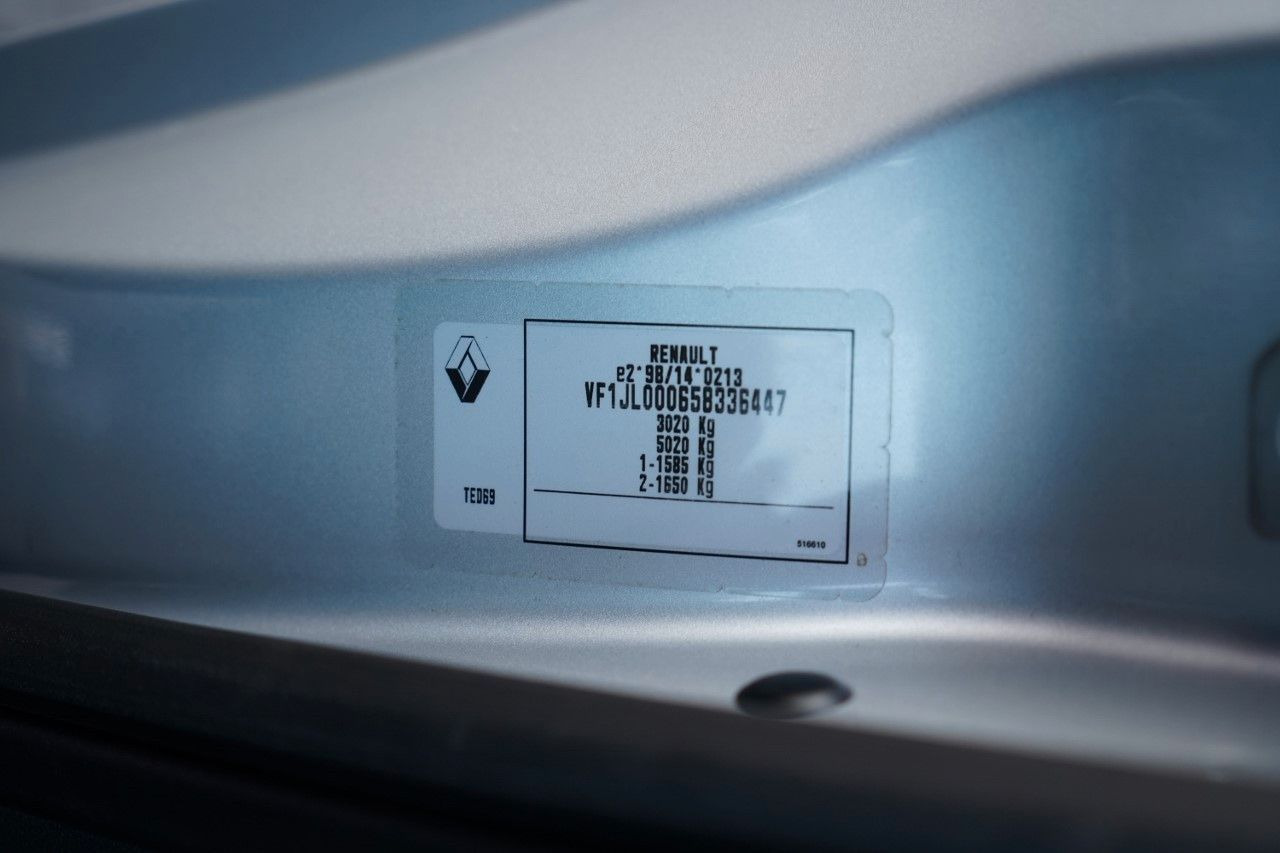 RENAULT
e2*98/14*0213
VF1JL000658336447
3020 Kg
5020 Kg
1-1585 Kg
2-1650 Kg
TED69
516610